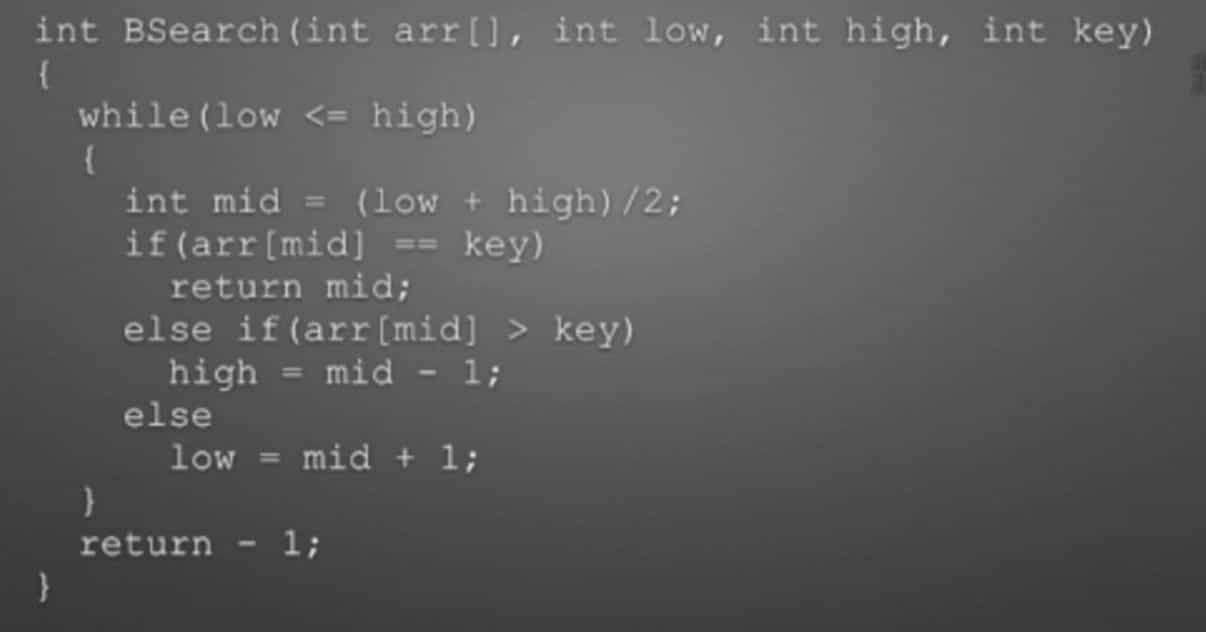 int BSearch(int arr[], int low, int high, int key)
{
while(low <= high)
{
int mid = (low + high)/2;
if(arr[mid] == key)
return mid;
else if(arr[mid] > key)
high = mid - 1;
else
low = mid + 1;
}
return - 1;
}